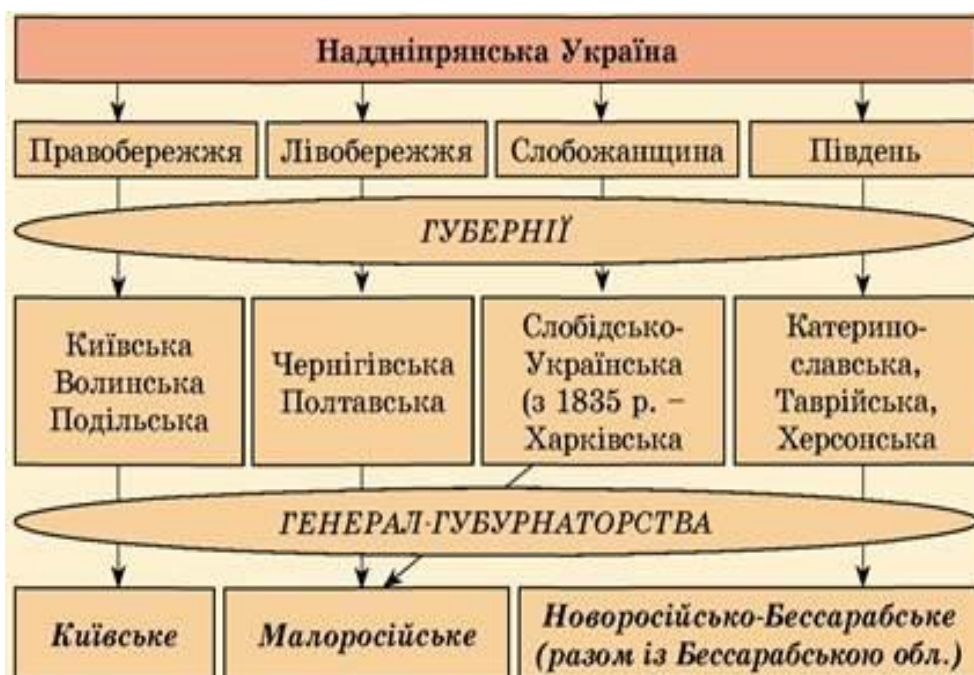 Наддніпрянська Україна
Правобережжя
Лівобережжя
Слобожанщина
Південь
ГУБЕРНІЇ
Київська
Волинська
Подільська
Чернігівська
Полтавська
Слобідсько-
Українська
(з 1835 р. –
Харківська
Катерино-
славська,
Таврійська,
Херсонська
ГЕНЕРАЛ-ГУБУРНАТОРСТВА
Київське
Малоросійське
Новоросійсько-Бессарабське
(разом із Бессарабською обл.)